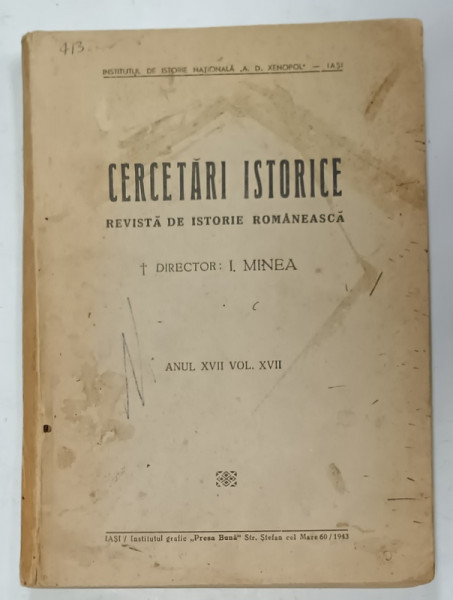 413
INSTITUTUL DE ISTORIE NAȚIONALĂ „A. D. XENOPOL" — IAȘI
CERCETĂRI ISTORICE
REVISTĂ DE ISTORIE ROMÂNEASCĂ
† DIRECTOR: I. MINEA
ANUL XVII VOL. XVII
IAȘI / Institutul grafic „Presa Bună" Str. Ștefan cel Mare 60 / 1943